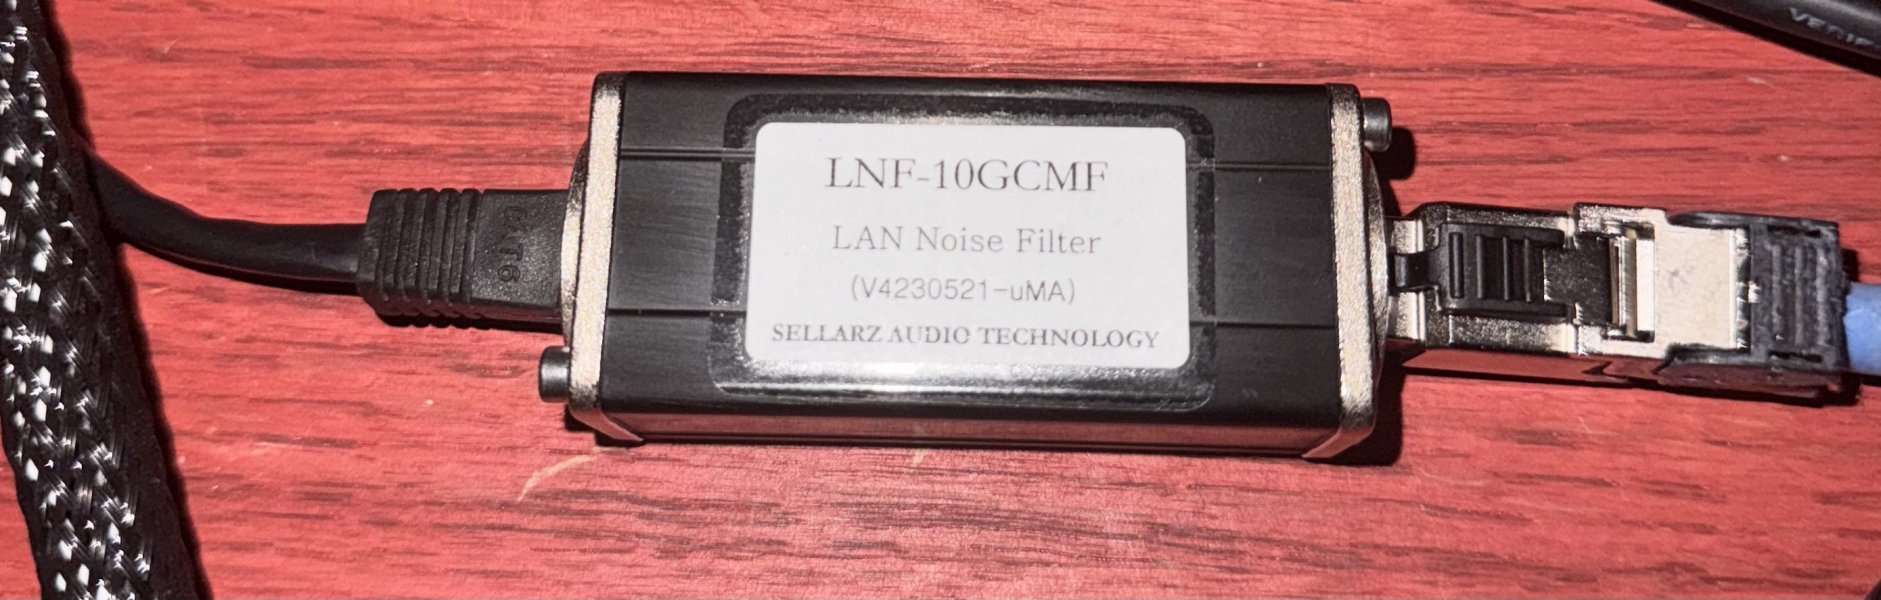 LNF-10GCMF
LAN Noise Filter
(V4230521-uMA)
SELLARZ AUDIO TECHNOLOGY
CAT6